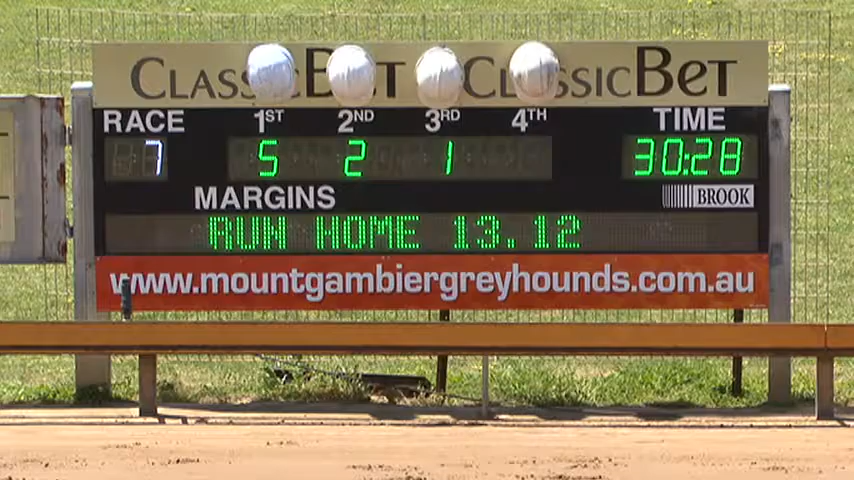 CLASSICBET CLASSICBET
RACE 1ST 2ND 3RD 4TH TIME
7 5 2 1 30:28
MARGINS BROOK
RUN HOME 13.12
www.mountgambiergreyhounds.com.au